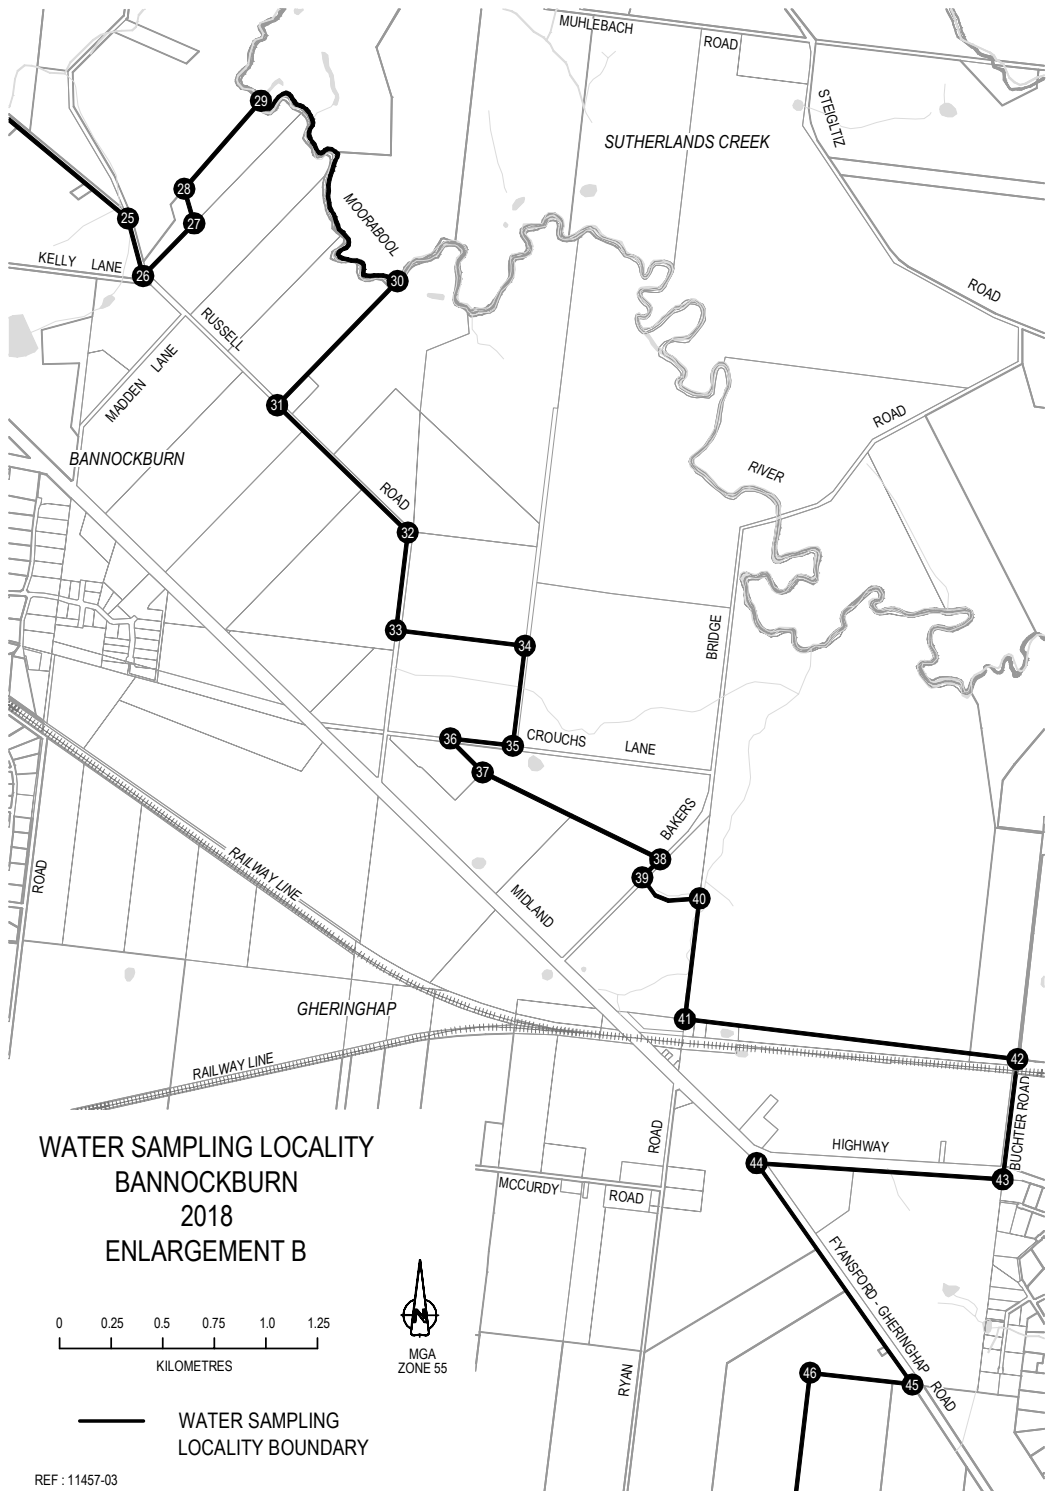 MUHLEBACH
ROAD
STEIGLTIZ
SUTHERLANDS CREEK
29
28
27
25
26
KELLY LANE
MOORABOOL
30
RUSSELL
MADDEN LANE
ROAD
31
BANNOCKBURN
ROAD
ROAD
RIVER
32
33
34
BRIDGE
36
35
CROUCHS LANE
37
BAKERS
38
39
40
ROAD
RAILWAY LINE
MIDLAND
GHERINGHAP
41
42
RAILWAY LINE
BUCHTER ROAD
ROAD
HIGHWAY
44
43
MCCURDY
ROAD
FYANSFORD - GHERINGHAP ROAD
RYAN
46
45
WATER SAMPLING LOCALITY
BANNOCKBURN
2018
ENLARGEMENT B
0 0.25 0.5 0.75 1.0 1.25
KILOMETRES
N
MGA
ZONE 55
WATER SAMPLING
LOCALITY BOUNDARY
REF : 11457-03